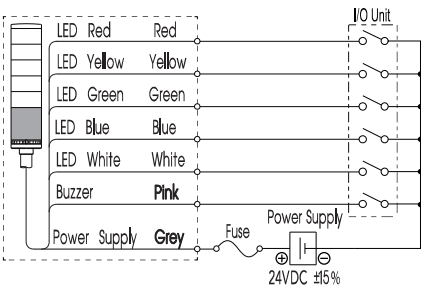 I/O Unit
LED Red Red
LED Yellow Yellow
LED Green Green
LED Blue Blue
LED White White
Buzzer Pink
Power Supply Grey
Fuse
Power Supply
⊕ ⊖
24VDC ±15%